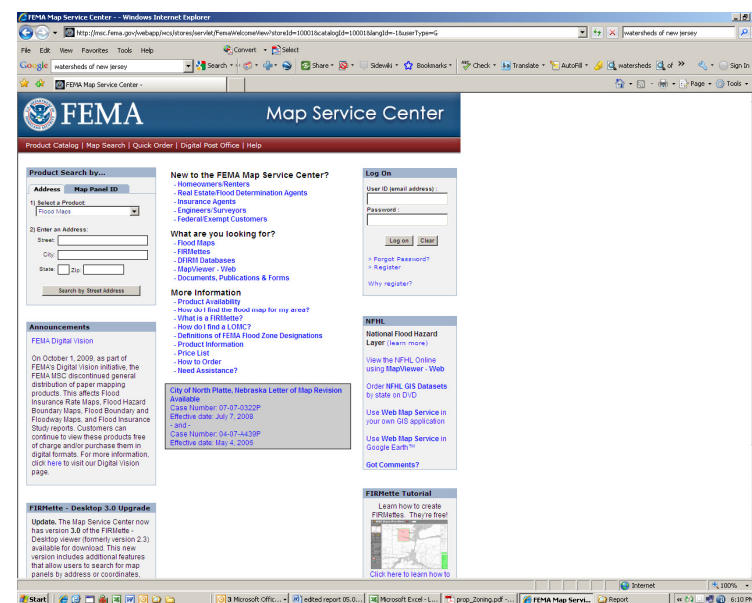 FEMA Map Service Center - - Windows Internet Explorer
http://msc.fema.gov/webapp/wcs/stores/servlet/FemaWelcomeView?storeId=10001&catalogId=10001&langId=-1&userType=G
watersheds of new jersey
File Edit View Favorites Tools Help
Convert Select
Google watersheds of new jersey Search Share Sidewiki Bookmarks Check Translate AutoFill watersheds of Sign In
FEMA Map Service Center -
Page Tools
FEMA
Map Service Center
Product Catalog | Map Search | Quick Order | Digital Post Office | Help
Product Search by...
Address Map Panel ID
1) Select a Product:
Flood Maps
2) Enter an Address:
Street:
City:
State: Zip:
Search by Street Address
Announcements
FEMA Digital Vision
On October 1, 2009, as part of
FEMA's Digital Vision initiative, the
FEMA MSC discontinued general
distribution of paper mapping
products. This affects Flood
Insurance Rate Maps, Flood Hazard
Boundary Maps, Flood Boundary and
Floodway Maps, and Flood Insurance
Study reports. Customers can
continue to view these products free
of charge and/or purchase them in
digital formats. For more information,
click here to visit our Digital Vision
page.
FIRMette - Desktop 3.0 Upgrade
Update. The Map Service Center now
has version 3.0 of the FIRMette -
Desktop viewer (formerly version 2.3)
available for download. This new
version includes additional features
that allow users to search for map
panels by address or coordinates,
New to the FEMA Map Service Center?
- Homeowners/Renters
- Real Estate/Flood Determination Agents
- Insurance Agents
- Engineers/Surveyors
- Federal/Exempt Customers
What are you looking for?
- Flood Maps
- FIRMettes
- DFIRM Databases
- MapViewer - Web
- Documents, Publications & Forms
More Information
- Product Availability
- How do I find the flood map for my area?
- What is a FIRMette?
- How do I find a LOMC?
- Definitions of FEMA Flood Zone Designations
- Product Information
- Price List
- How to Order
- Need Assistance?
City of North Platte, Nebraska Letter of Map Revision
Available
Case Number: 07-07-0322P
Effective date: July 7, 2008
- and -
Case Number: 04-07-A439P
Effective date: May 4, 2005
Log On
User ID (email address) :
Password :
Log on Clear
» Forgot Password?
» Register
Why register?
NFHL
National Flood Hazard
Layer (learn more)
View the NFHL Online
using MapViewer - Web
Order NFHL GIS Datasets
by state on DVD
Use Web Map Service in
your own GIS application
Use Web Map Service in
Google Earth™
Got Comments?
FIRMette Tutorial
Learn how to create
FIRMettes. They're free!
Click here to learn how to
Internet 100%
Start 3 Microsoft Offic... edited report 05.0... Microsoft Excel - L... prop_Zoning.pdf -... FEMA Map Servi... Report 6:10 PM